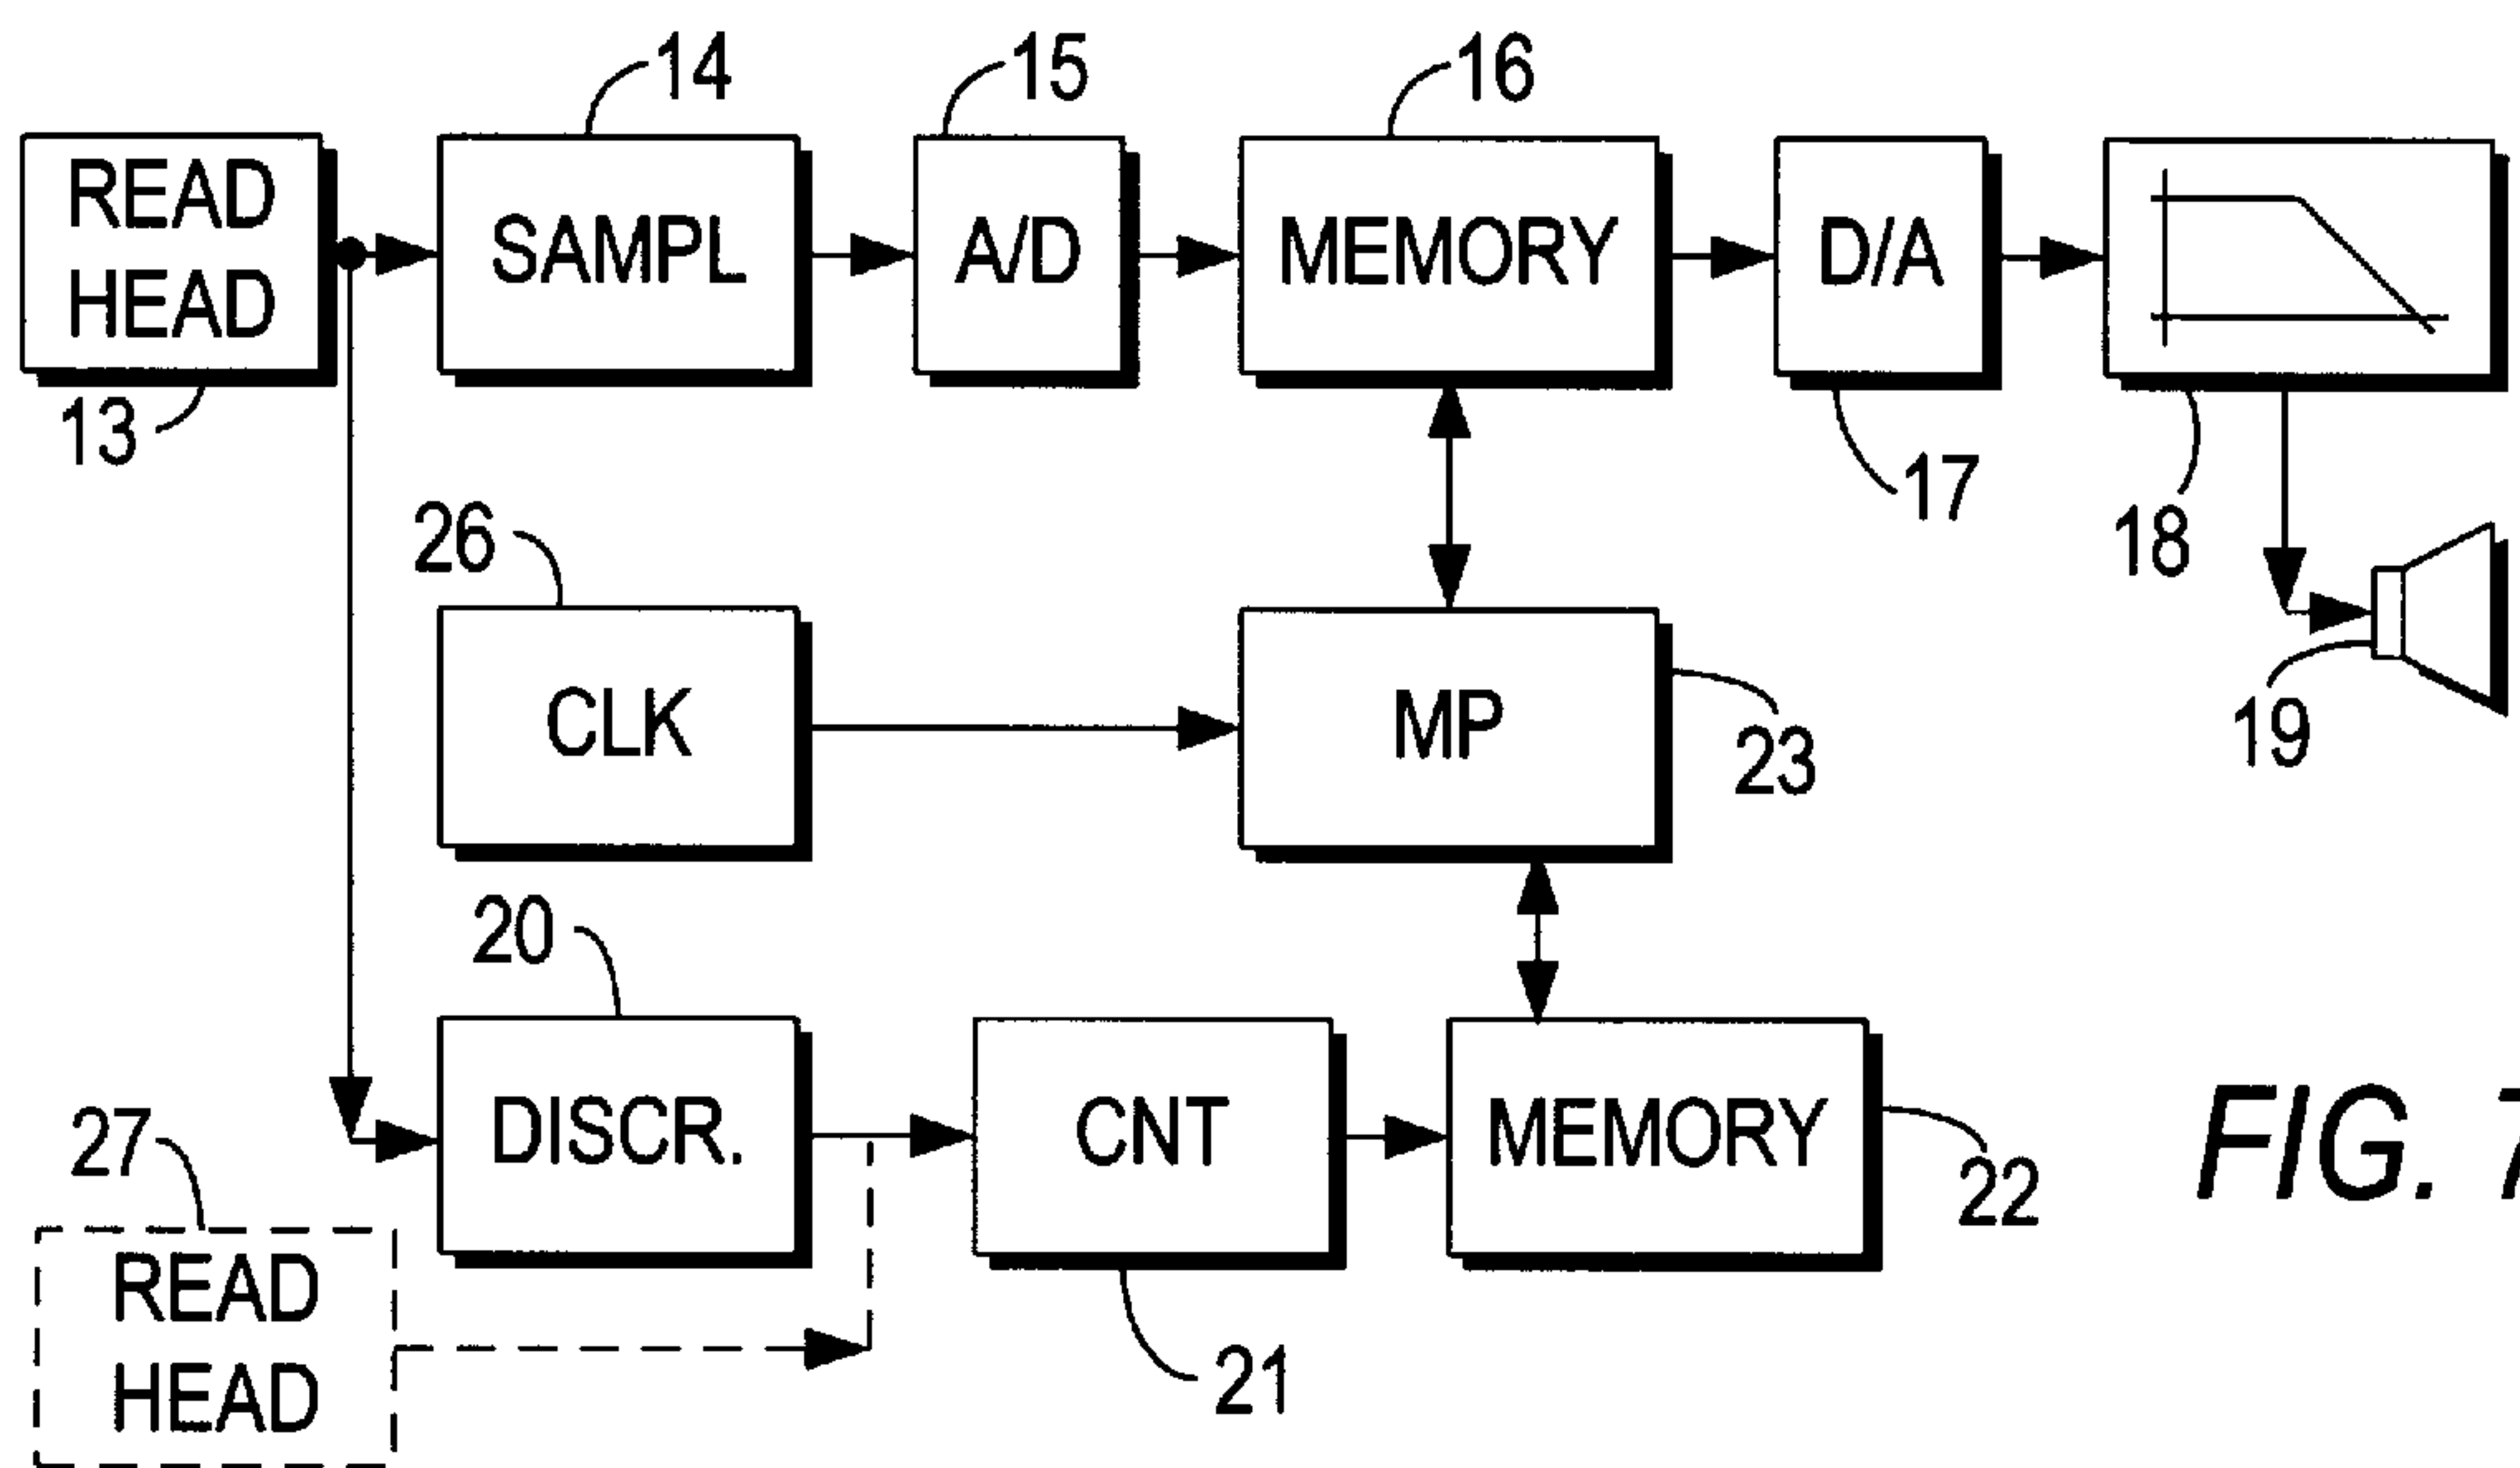 14
15
16
READ
HEAD
SAMPL
A/D
MEMORY
D/A
13
17
18
26
CLK
MP
19
23
20
DISCR.
CNT
MEMORY
27
22
FIG.
READ
HEAD
21